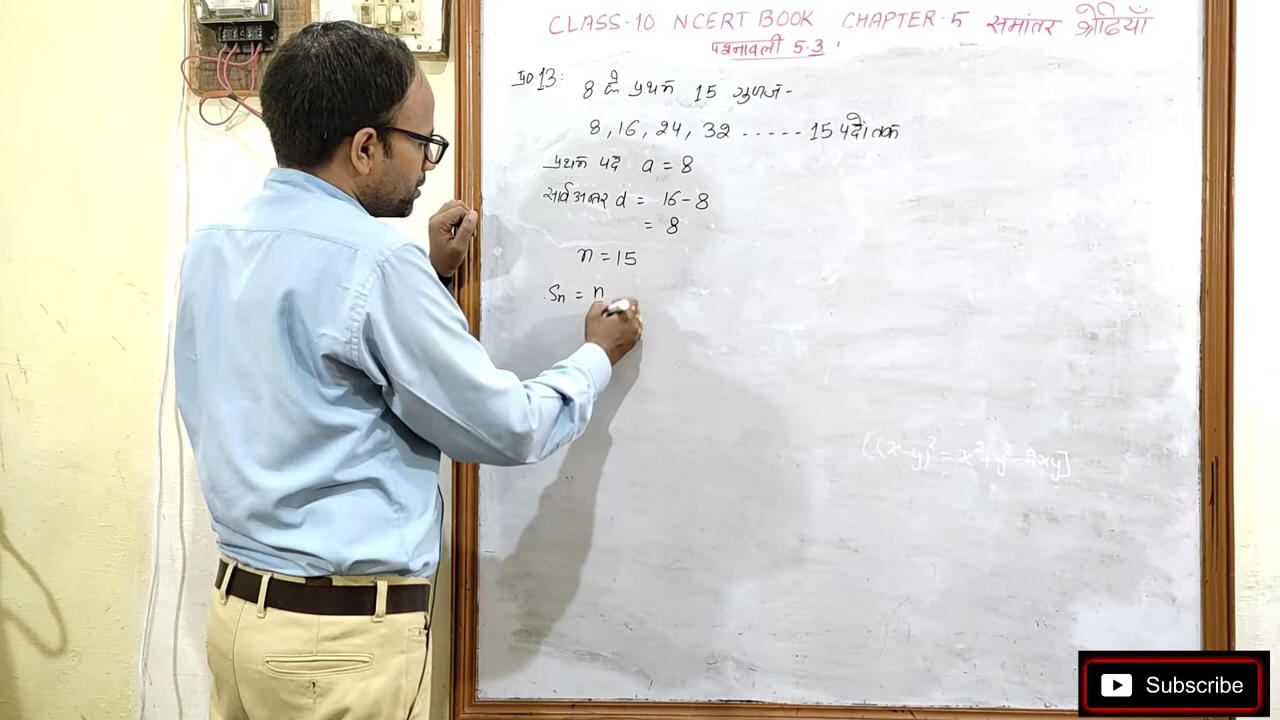 CLASS-10 NCERT BOOK CHAPTER-5 समांतर श्रेढियाँ
प्रश्नावली 5.3
प्र० 13: 8 के प्रथम 15 गुणज -
8, 16, 24, 32 ----- 15 पदों तक
प्रथम पद a = 8
सार्वअन्तर d = 16 - 8
= 8
n = 15
Sn = n
[(x-y)² = x²+y²-2xy]
Subscribe